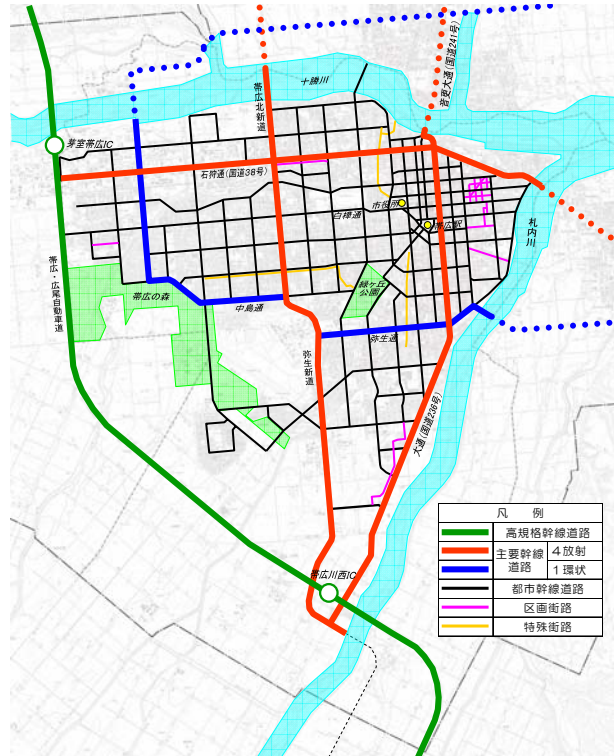 音更大通(国道241号)
十勝川
帯広北新道
芽室帯広IC
石狩通(国道38号)
市役所
白樺通
帯広駅
札内川
帯広・広尾自動車道
帯広の森
緑ヶ丘
公園
中島通
弥生通
弥生新道
大通(国道236号)
帯広川西IC
凡 例
高規格幹線道路
主要幹線
道路
4放射
1環状
都市幹線道路
区画街路
特殊街路